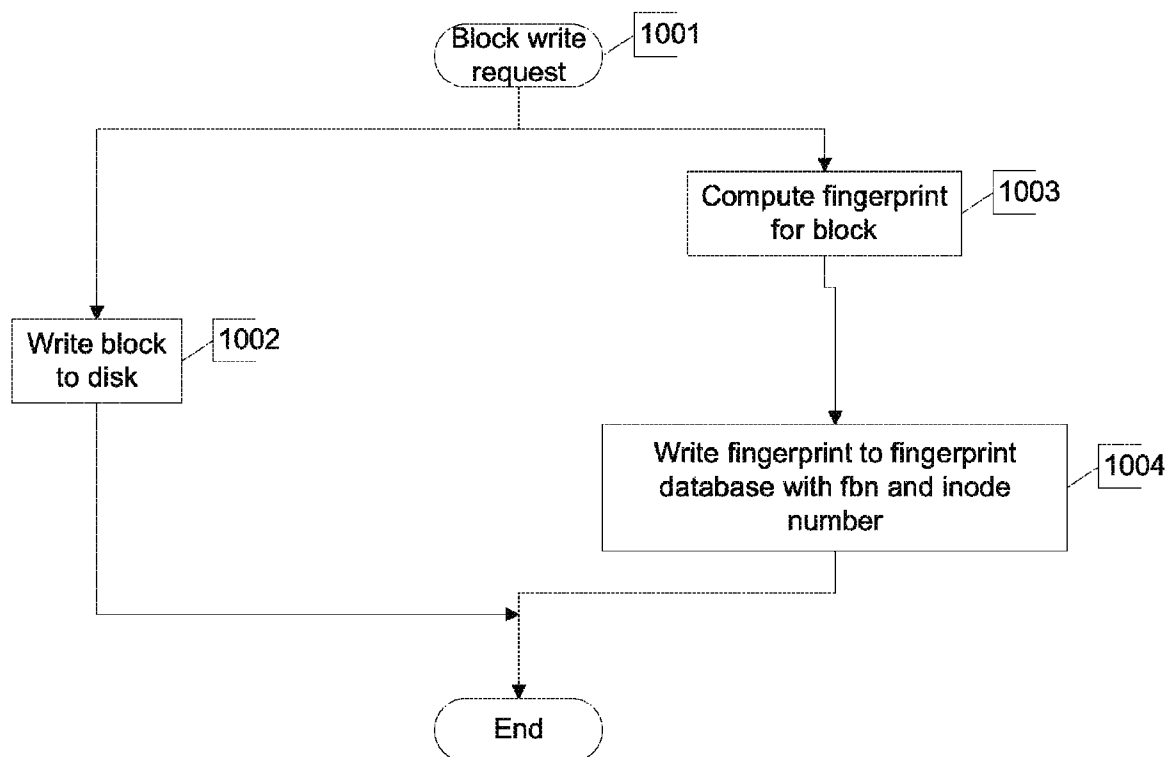 Block write
request
1001
Compute fingerprint
for block
1003
Write block
to disk
1002
Write fingerprint to fingerprint
database with fbn and inode
number
1004
End